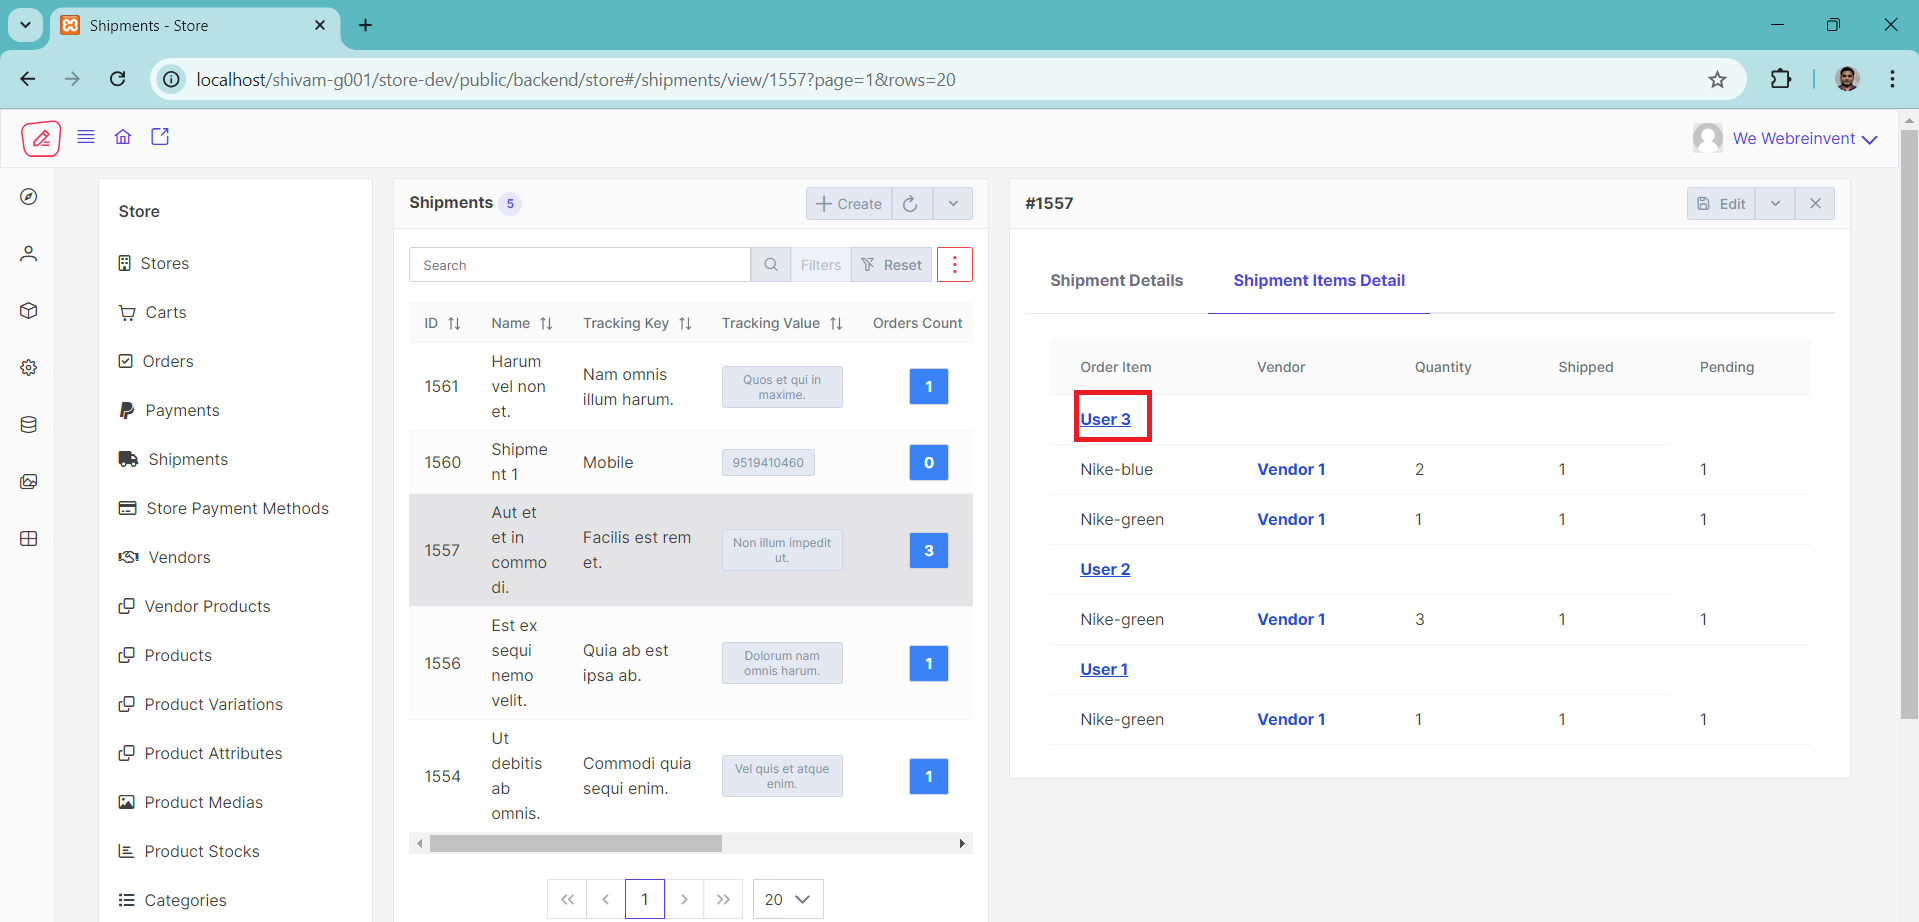 Shipments - Store
localhost/shivam-g001/store-dev/public/backend/store#/shipments/view/1557?page=1&rows=20
We Webreinvent
Store
Stores
Carts
Orders
Payments
Shipments
Store Payment Methods
Vendors
Vendor Products
Products
Product Variations
Product Attributes
Product Medias
Product Stocks
Categories
Shipments 5
Create
Search
Filters
Reset
ID Name Tracking Key Tracking Value Orders Count
1561
Harum
vel non
et.
Nam omnis
illum harum.
Quos et qui in
maxime.
1
1560
Shipme
nt 1
Mobile
9519410460
0
1557
Aut et
et in
commo
di.
Facilis est rem
et.
Non illum impedit
ut.
3
1556
Est ex
sequi
nemo
velit.
Quia ab est
ipsa ab.
Dolorum nam
omnis harum.
1
1554
Ut
debitis
ab
omnis.
Commodi quia
sequi enim.
Vel quis et atque
enim.
1
1
20
#1557
Edit
Shipment Details Shipment Items Detail
Order Item Vendor Quantity Shipped Pending
User 3
Nike-blue Vendor 1 2 1 1
Nike-green Vendor 1 1 1 1
User 2
Nike-green Vendor 1 3 1 1
User 1
Nike-green Vendor 1 1 1 1